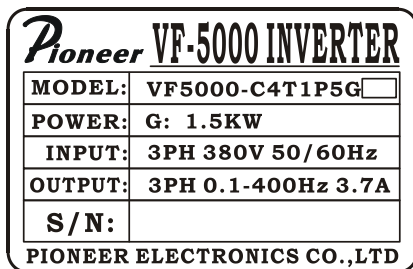 Pioneer VF-5000 INVERTER
MODEL: VF5000-C4T1P5G
POWER: G: 1.5KW
INPUT: 3PH 380V 50/60Hz
OUTPUT: 3PH 0.1-400Hz 3.7A
S/N:
PIONEER ELECTRONICS CO.,LTD